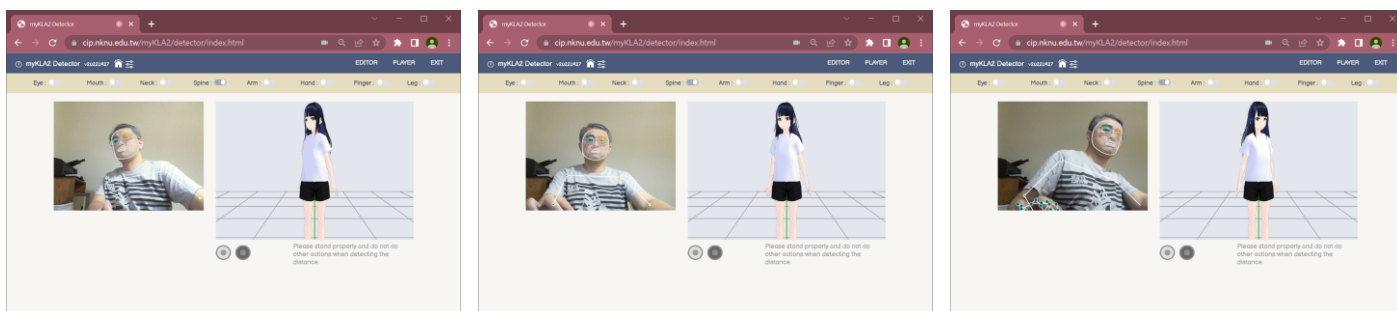 myKLA2 Detector
cip.nknu.edu.tw/myKLA2/detector/index.html
myKLA2 Detector
EDITOR PLAYER EXIT
Eye : Mouth : Neck : Spine : Arm : Hand : Finger : Leg :
Please stand properly and do not do
other actions when detecting the
distance.
myKLA2 Detector
cip.nknu.edu.tw/myKLA2/detector/index.html
myKLA2 Detector
EDITOR PLAYER EXIT
Eye : Mouth : Neck : Spine : Arm : Hand : Finger : Leg :
Please stand properly and do not do
other actions when detecting the
distance.
myKLA2 Detector
cip.nknu.edu.tw/myKLA2/detector/index.html
myKLA2 Detector
EDITOR PLAYER EXIT
Eye : Mouth : Neck : Spine : Arm : Hand : Finger : Leg :
Please stand properly and do not do
other actions when detecting the
distance.